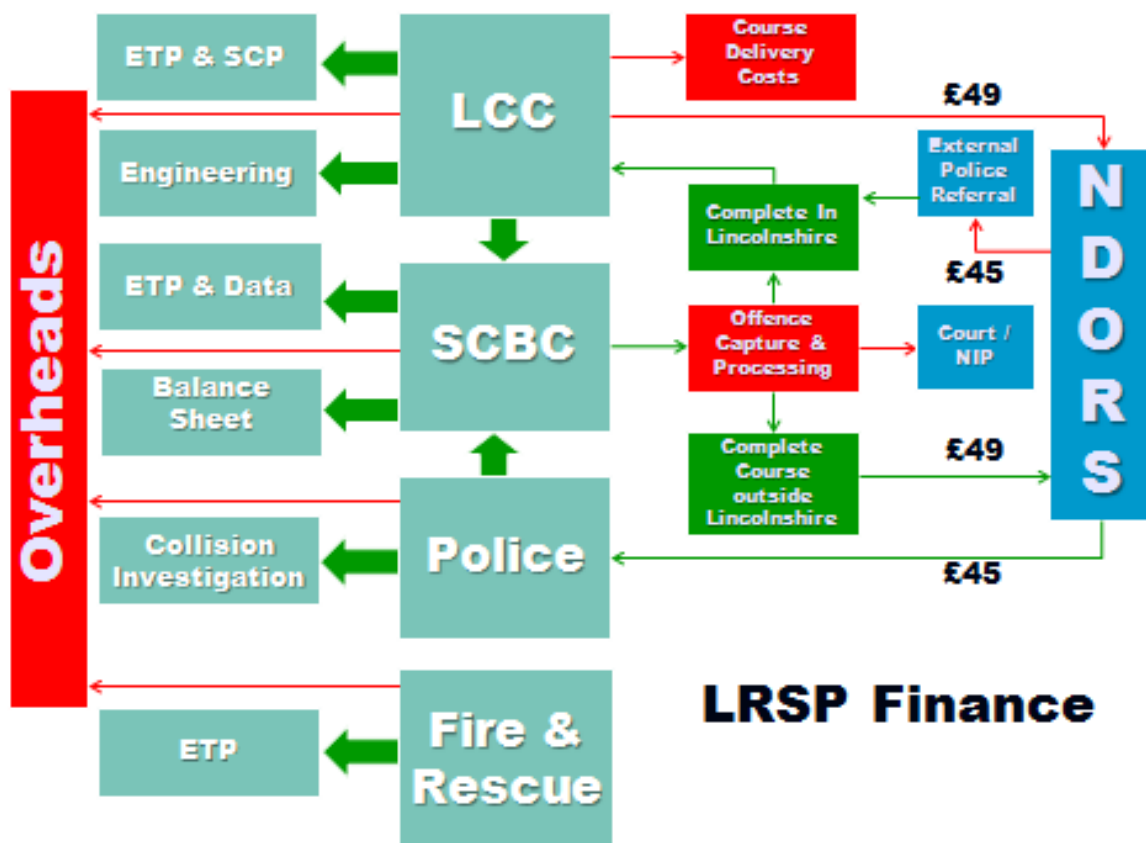 ETP & SCP
LCC
Course
Delivery
Costs
£49
Engineering
External
Police
Referral
NDORS
Complete In
Lincolnshire
£45
Overheads
ETP & Data
SCBC
Offence
Capture &
Processing
Court /
NIP
Balance
Sheet
Complete
Course
outside
Lincolnshire
£49
Police
Collision
Investigation
£45
LRSP Finance
ETP
Fire &
Rescue